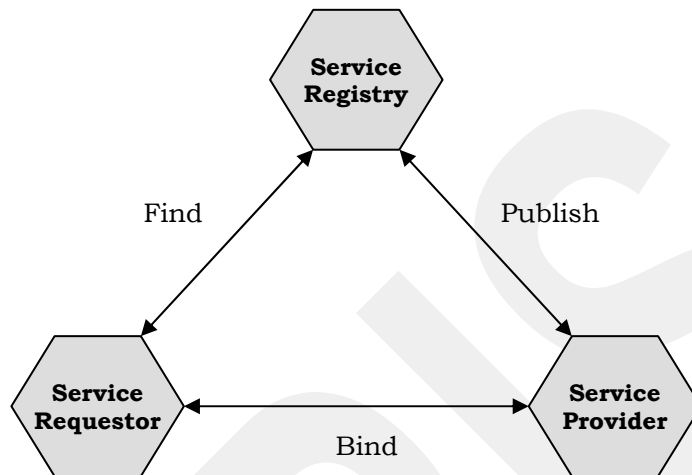 Service
Registry
Find
Publish
Service
Requestor
Service
Provider
Bind